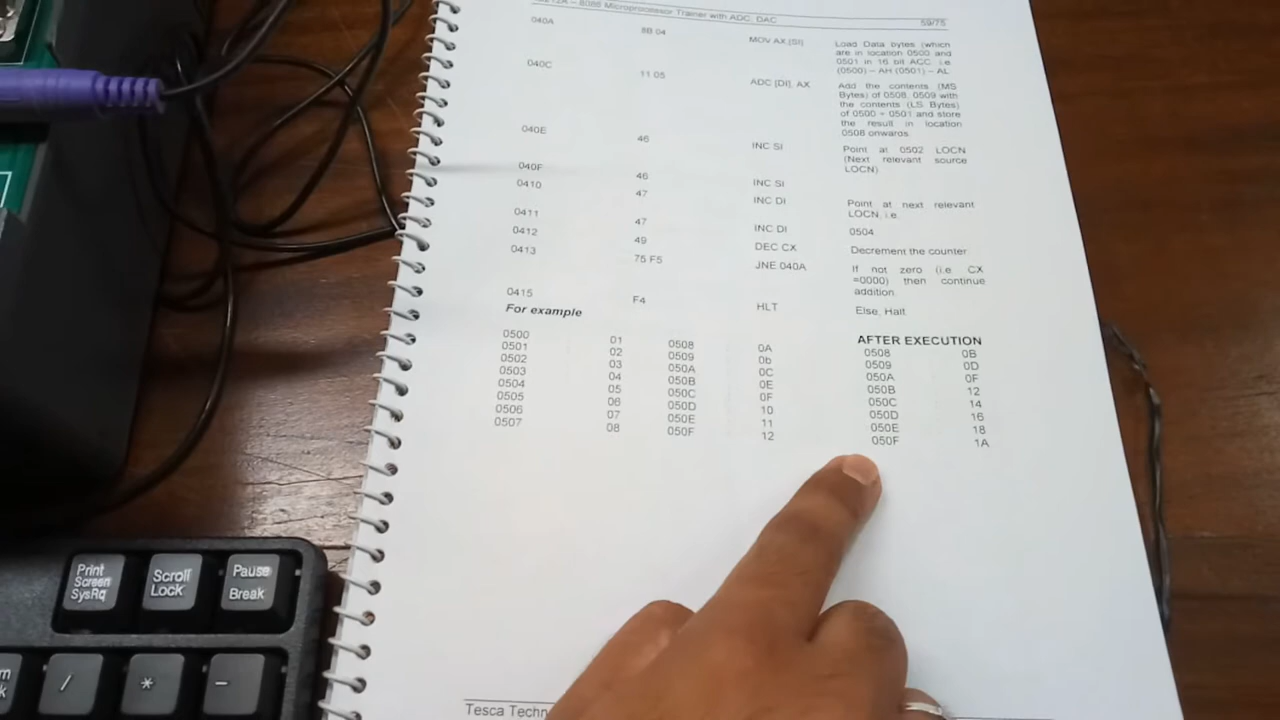 8086 Microprocessor Trainer with ADC, DAC 59/75
040A 8B 04 MOV AX,[SI] Load Data bytes (which
are in location 0500 and
0501 in 16 bit ACC. i.e
(0500) – AH (0501) – AL
040C 11 05 ADC [DI], AX Add the contents (MS
Bytes) of 0508, 0509 with
the contents (LS Bytes)
of 0500 + 0501 and store
the result in location
0508 onwards
040E 46 INC SI Point at 0502 LOCN
(Next relevant source
LOCN)
040F 46 INC SI
0410 47 INC DI Point at next relevant
LOCN, i.e.
0411 47 INC DI 0504
0412 49 DEC CX Decrement the counter
0413 75 F5 JNE 040A If not zero (i.e. CX
=0000) then continue
addition
0415 F4 HLT Else, Halt
For example
AFTER EXECUTION
0500 01 0508 0A 0508 0B
0501 02 0509 0b 0509 0D
0502 03 050A 0C 050A 0F
0503 04 050B 0E 050B 12
0504 05 050C 0F 050C 14
0505 06 050D 10 050D 16
0506 07 050E 11 050E 18
0507 08 050F 12 050F 1A
Tesca Techn
Print
Screen
SysRq
Scroll
Lock
Pause
Break
/
*
–